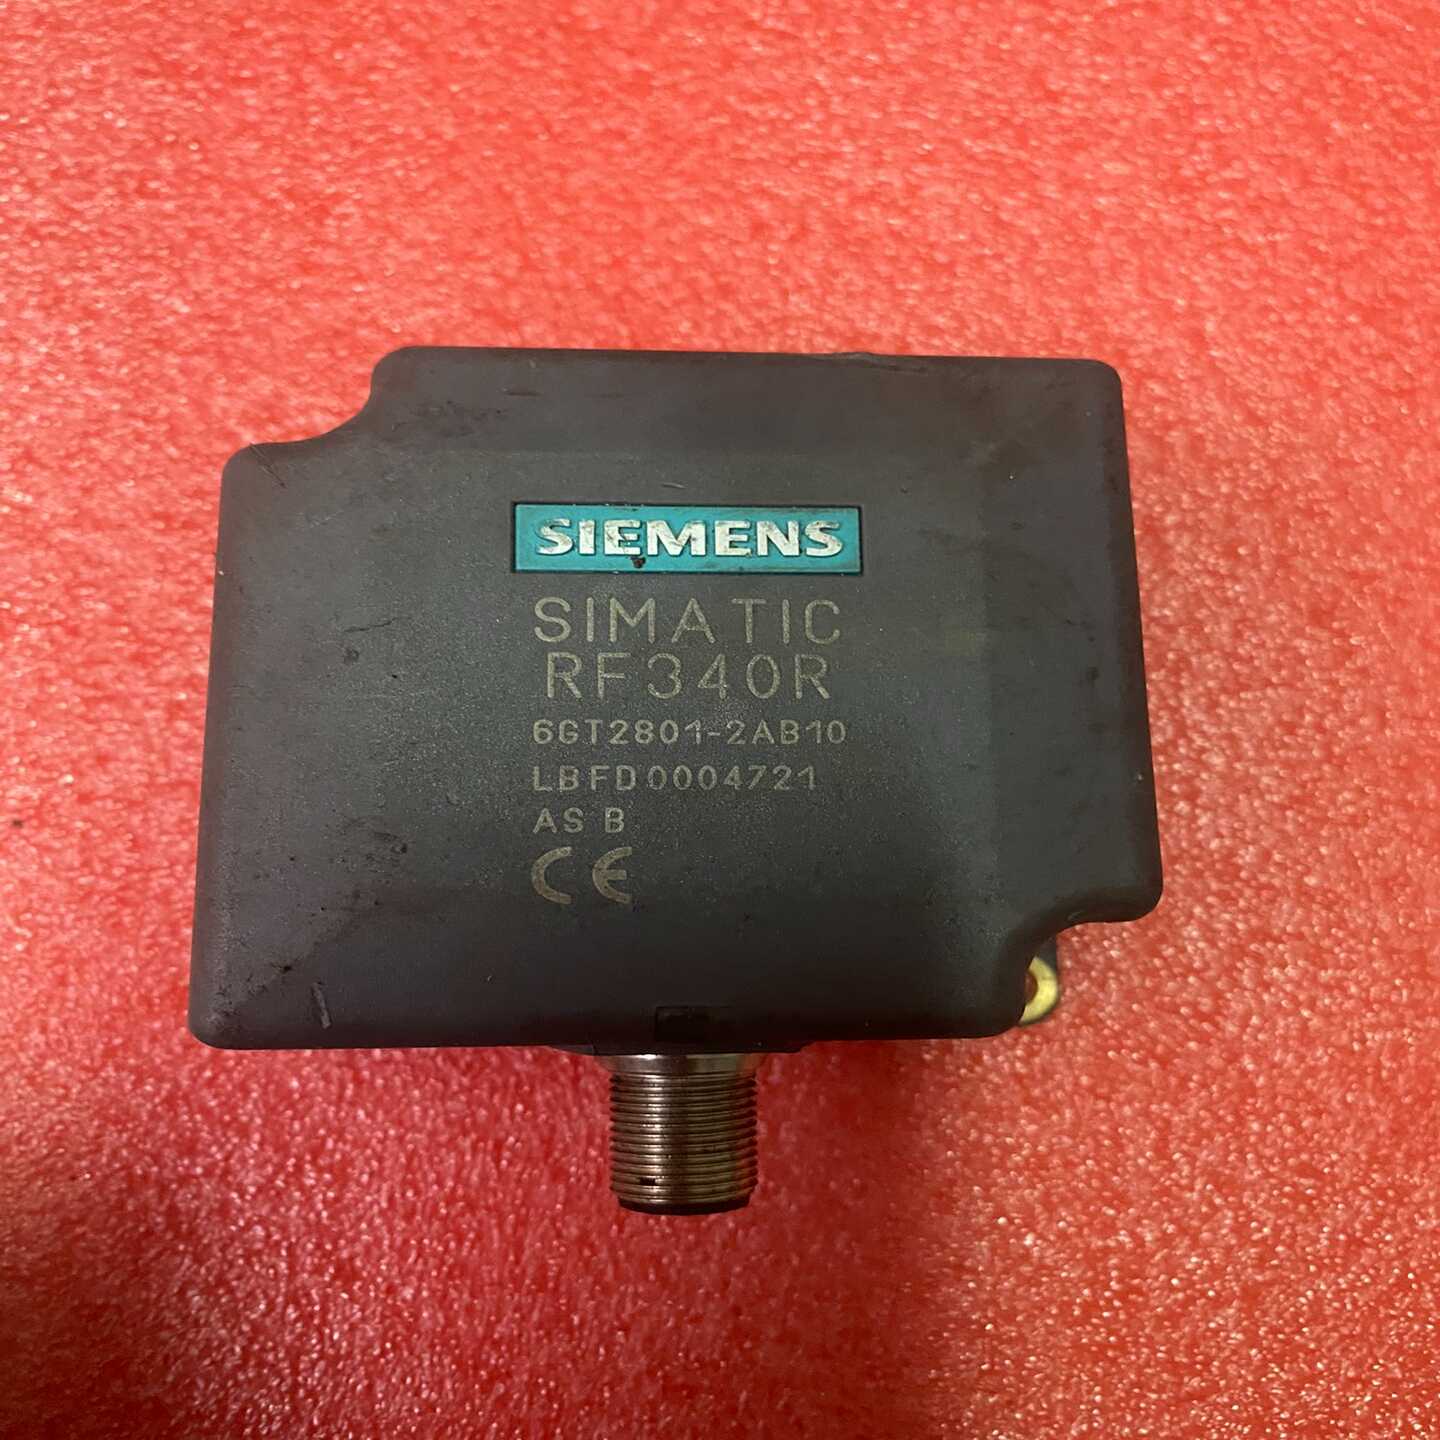 SIEMENS
SIMATIC
RF340R
6GT2801-2AB10
LBFD0004721
AS B
CE